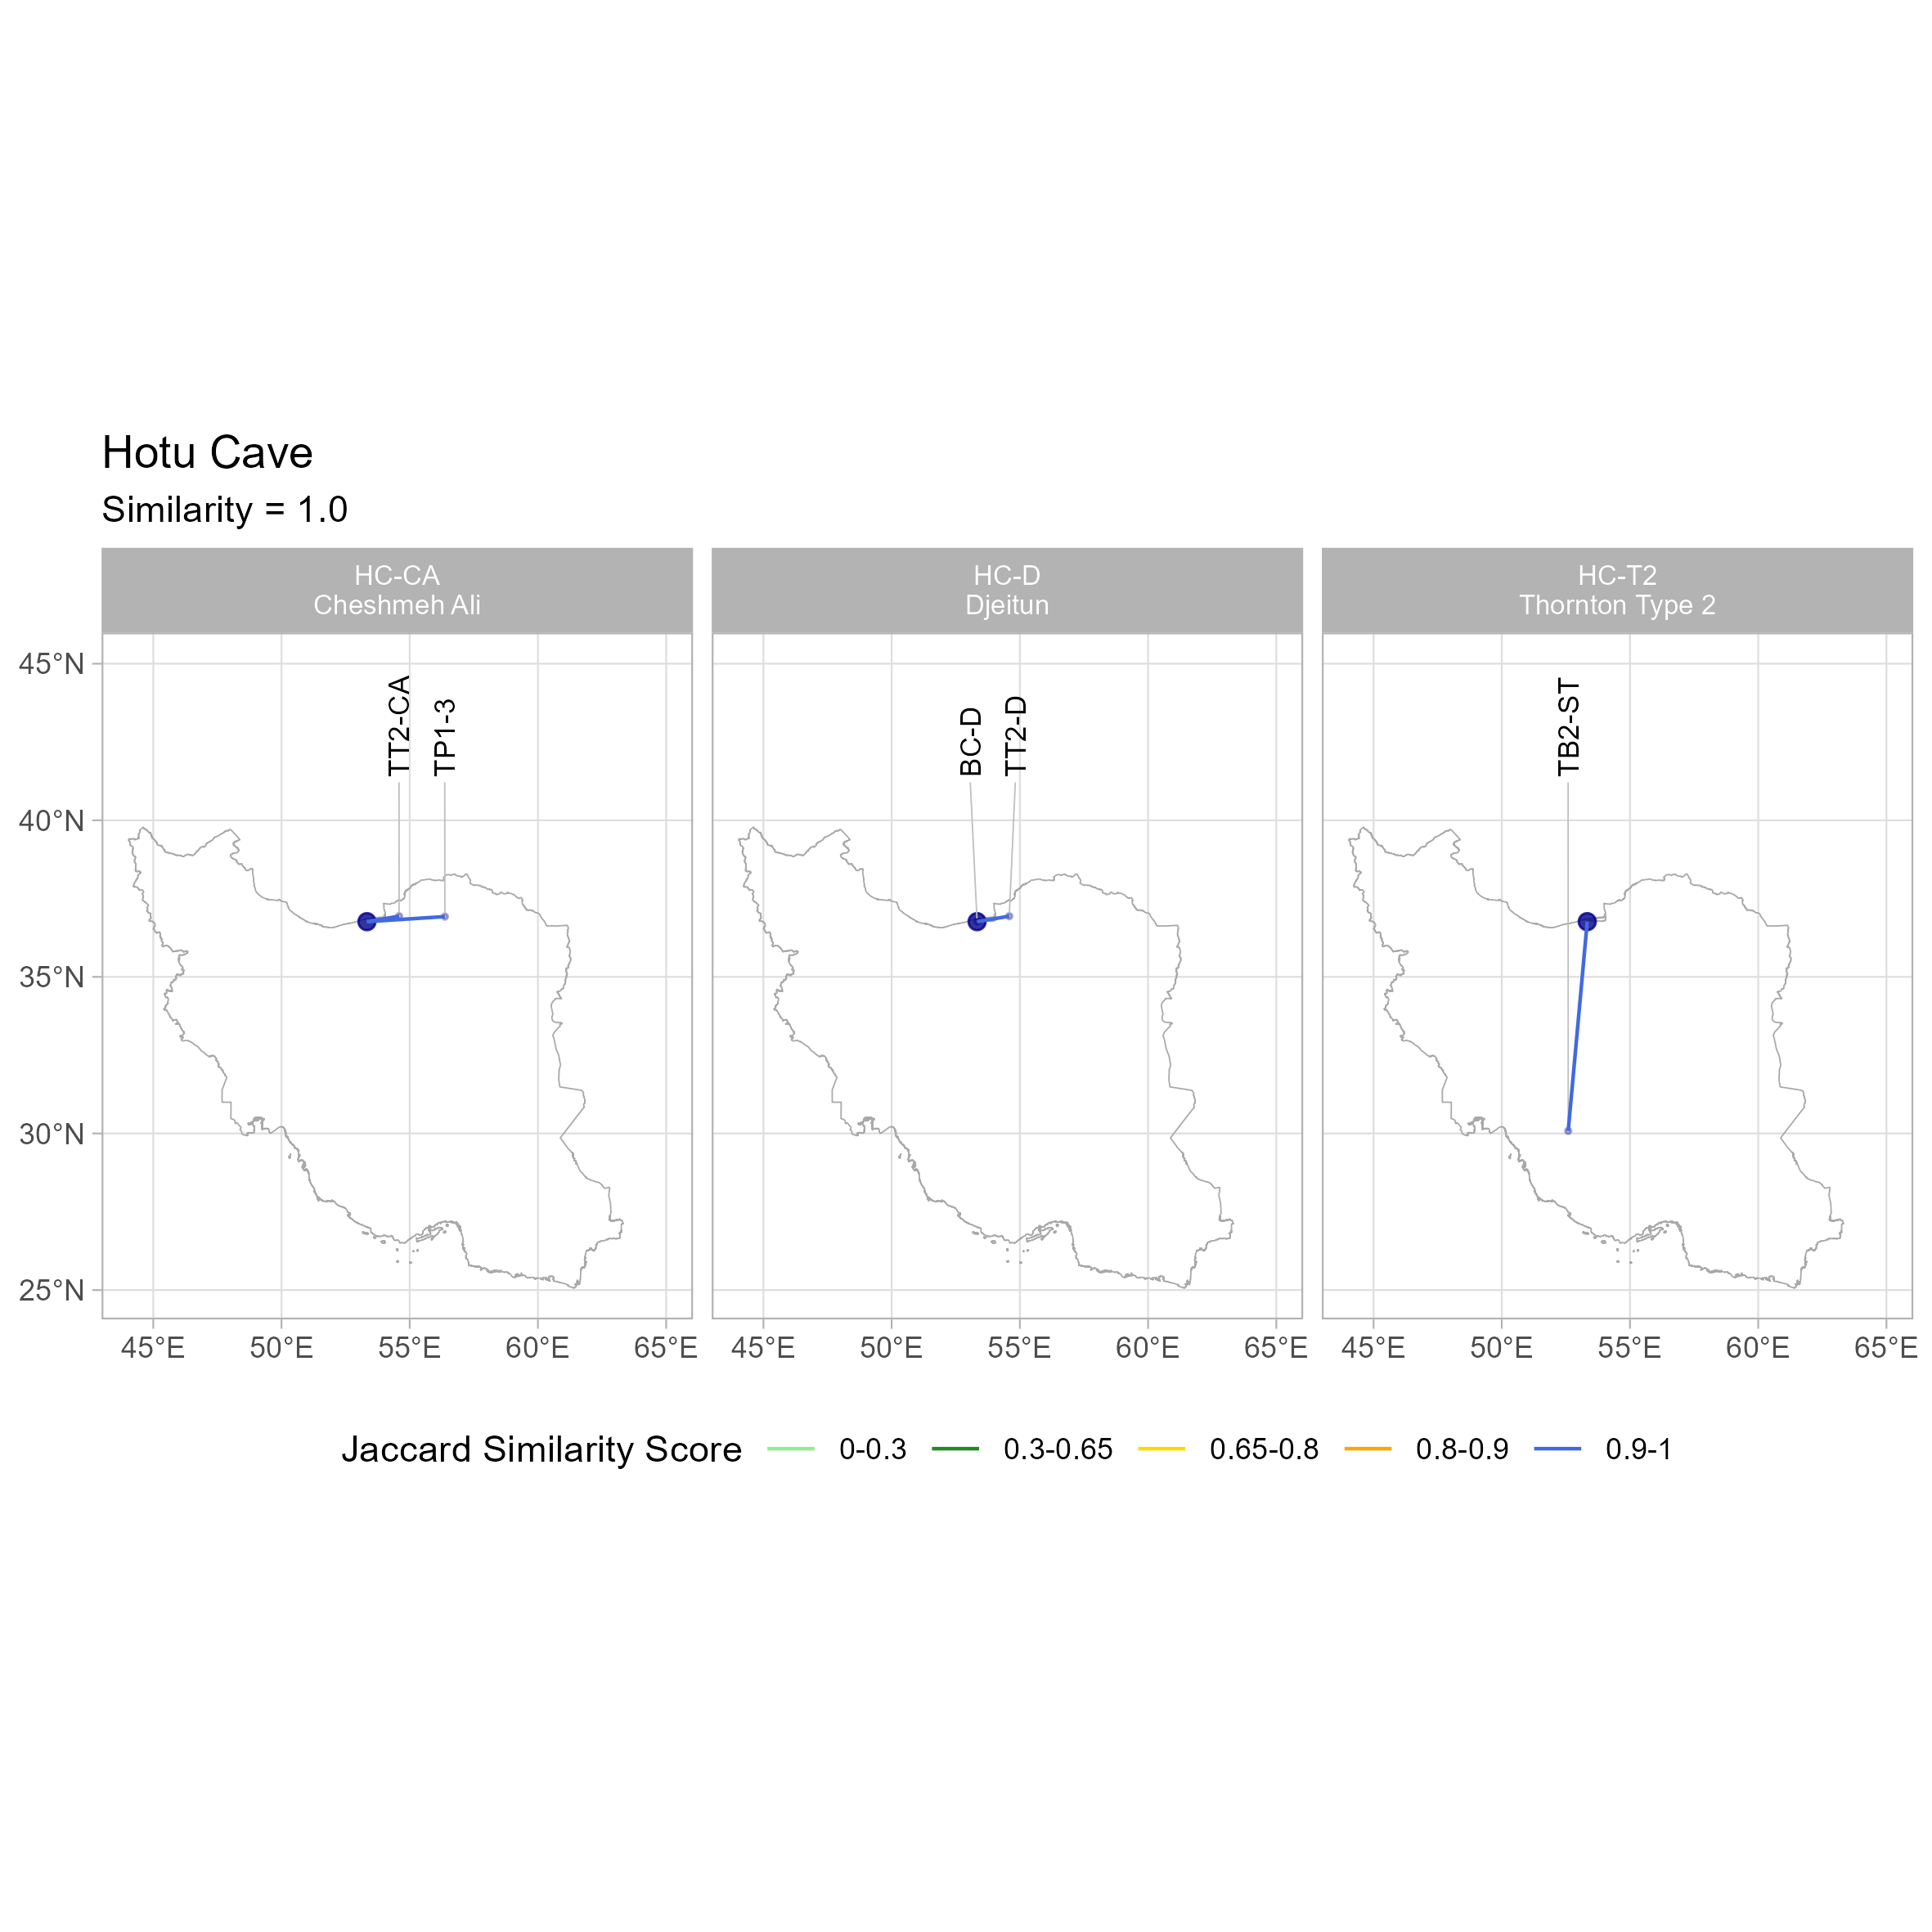 Hotu Cave
Similarity = 1.0
HC-CA
Cheshmeh Ali
HC-D
Djeitun
HC-T2
Thornton Type 2
45°N
40°N
35°N
30°N
25°N
TT2-CA
TP1-3
BC-D
TT2-D
TB2-ST
45°E 50°E 55°E 60°E 65°E 45°E 50°E 55°E 60°E 65°E 45°E 50°E 55°E 60°E 65°E
Jaccard Similarity Score 0-0.3 0.3-0.65 0.65-0.8 0.8-0.9 0.9-1